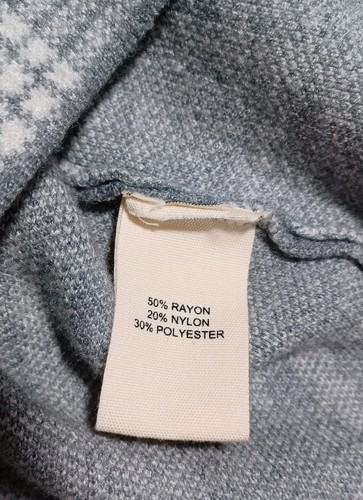 50% RAYON
20% NYLON
30% POLYESTER